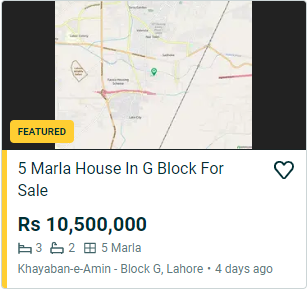 FEATURED
5 Marla House In G Block For
Sale
Rs 10,500,000
3 2 5 Marla
Khayaban-e-Amin - Block G, Lahore • 4 days ago